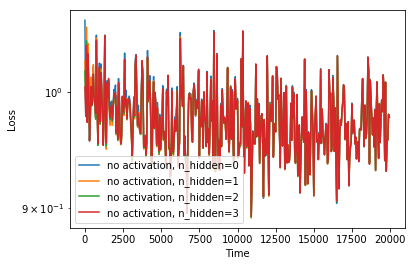 Loss
10⁰
9 × 10⁻¹
no activation, n_hidden=0
no activation, n_hidden=1
no activation, n_hidden=2
no activation, n_hidden=3
0 2500 5000 7500 10000 12500 15000 17500 20000
Time